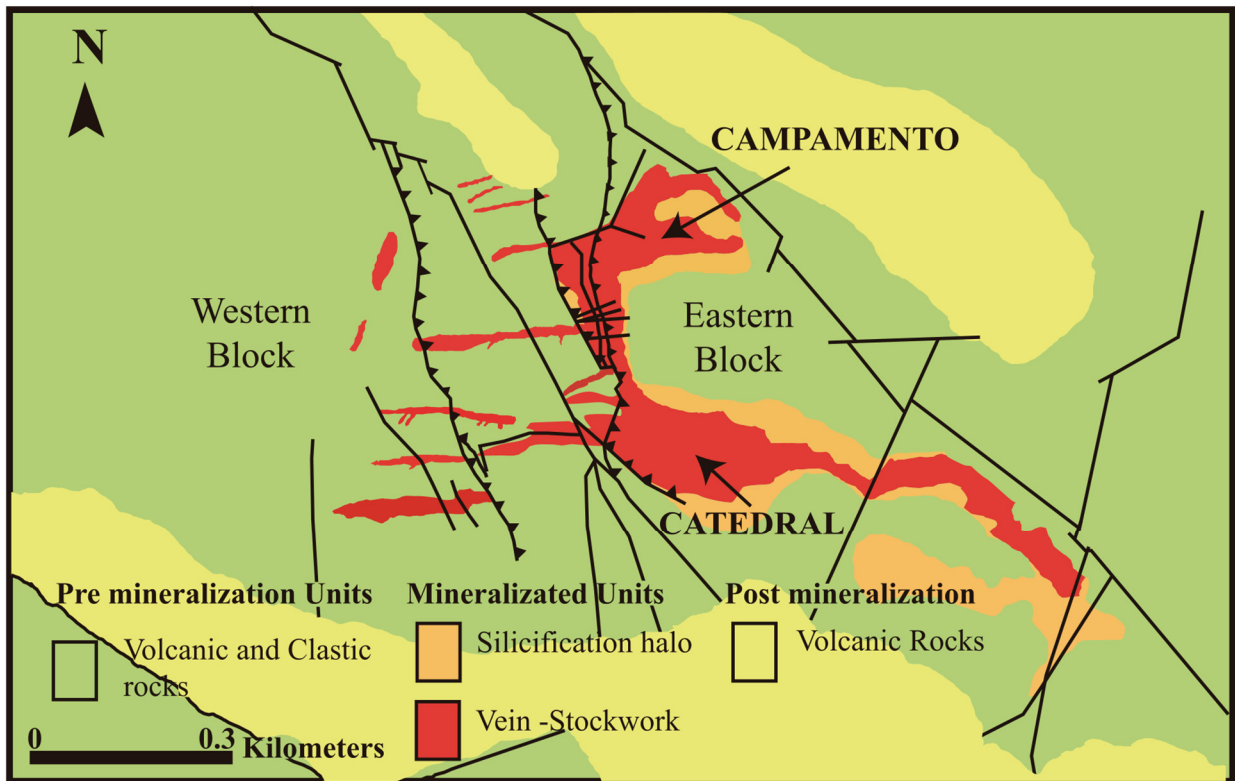 N
CAMPAMENTO
Western
Block
Eastern
Block
CATEDRAL
Pre mineralization Units
Mineralizated Units
Post mineralization
Volcanic and Clastic
rocks
Silicification halo
Volcanic Rocks
Vein -Stockwork
0
0.3
Kilometers